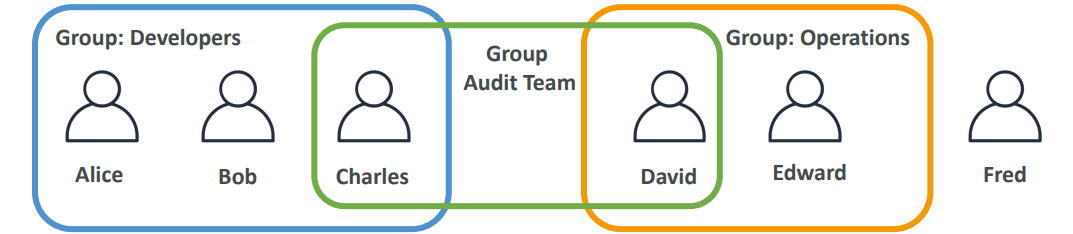 Group: Developers
Group
Audit Team
Group: Operations
Alice
Bob
Charles
David
Edward
Fred